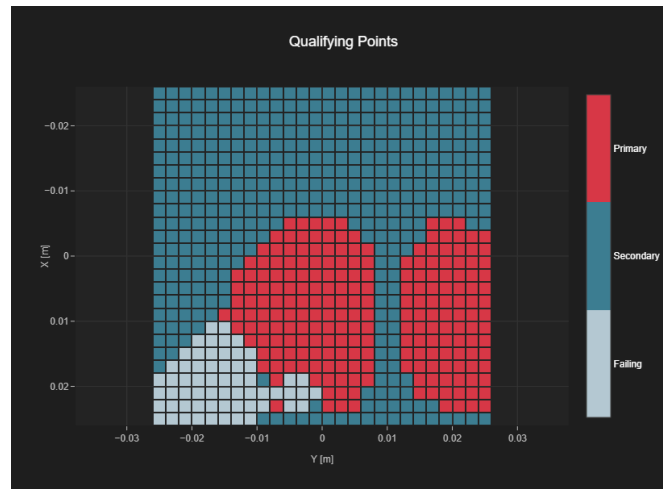 Qualifying Points
−0.02
−0.01
0
0.01
0.02
X [m]
−0.03
−0.02
−0.01
0
0.01
0.02
0.03
Y [m]
Primary
Secondary
Failing